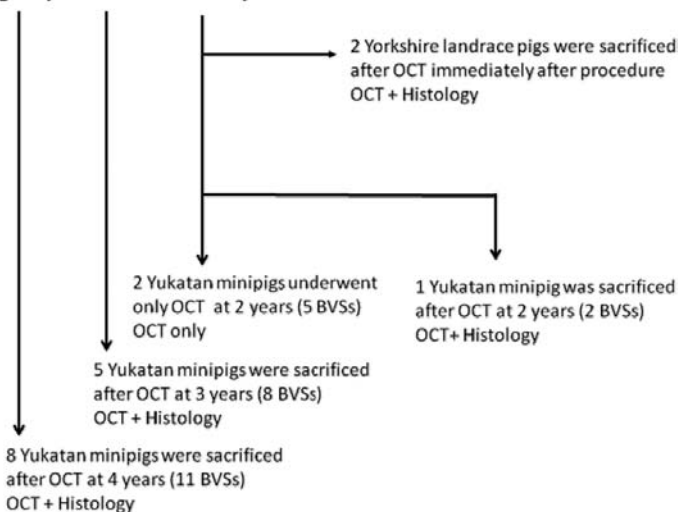 2 Yorkshire landrace pigs were sacrificed
after OCT immediately after procedure
OCT + Histology
2 Yukatan minipigs underwent
only OCT at 2 years (5 BVSs)
OCT only
1 Yukatan minipig was sacrificed
after OCT at 2 years (2 BVSs)
OCT+ Histology
5 Yukatan minipigs were sacrificed
after OCT at 3 years (8 BVSs)
OCT + Histology
8 Yukatan minipigs were sacrificed
after OCT at 4 years (11 BVSs)
OCT + Histology